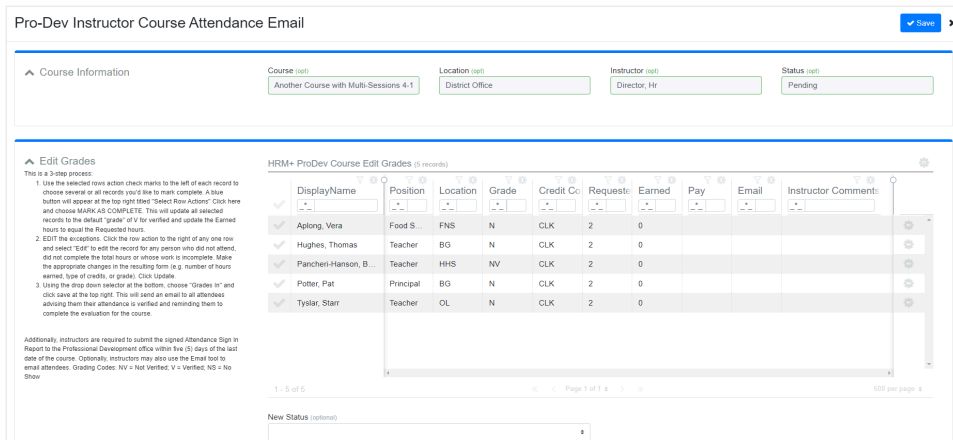 Pro-Dev Instructor Course Attendance Email
Save
Course Information
Course (opt)
Location (opt)
Instructor (opt)
Status (opt)
Another Course with Multi-Sessions 4-1
District Office
Director, Hr
Pending
Edit Grades
This is a 3-step process:
1. Use the selected rows action check marks to the left of each record to
choose several or all records you'd like to mark complete. A blue
button will appear at the top right titled "Select Row Actions" Click here
and choose MARK AS COMPLETE. This will update all selected
records to the default "grade" of V for verified and update the Earned
hours to equal the Requested hours.
2. EDIT the exceptions. Click the row action to the right of any one row
and select "Edit" to edit the record for any person who did not attend,
did not complete the total hours or whose work is incomplete. Make
the appropriate changes in the resulting form (e.g. number of hours
earned, type of credits, or grade). Click Update.
3. Using the drop down selector at the bottom, choose "Grades In" and
click save at the top right. This will send an email to all attendees
advising them their attendance is verified and reminding them to
complete the evaluation for the course.
Additionally, instructors are required to submit the signed Attendance Sign In
Report to the Professional Development office within five (5) days of the last
date of the course. Optionally, instructors may also use the Email tool to
email attendees. Grading Codes: NV = Not Verified; V = Verified; NS = No
Show
HRM+ ProDev Course Edit Grades (5 records)
DisplayName Position Location Grade Credit Co Requeste Earned Pay Email Instructor Comments
Aplong, Vera Food S... FNS N CLK 2 0
Hughes, Thomas Teacher BG N CLK 2 0
Pancheri-Hanson, B... Teacher HHS NV CLK 2 0
Potter, Pat Principal BG N CLK 2 0
Tyslar, Starr Teacher OL N CLK 2 0
1 - 5 of 5
Page 1 of 1
500 per page
New Status (optional)